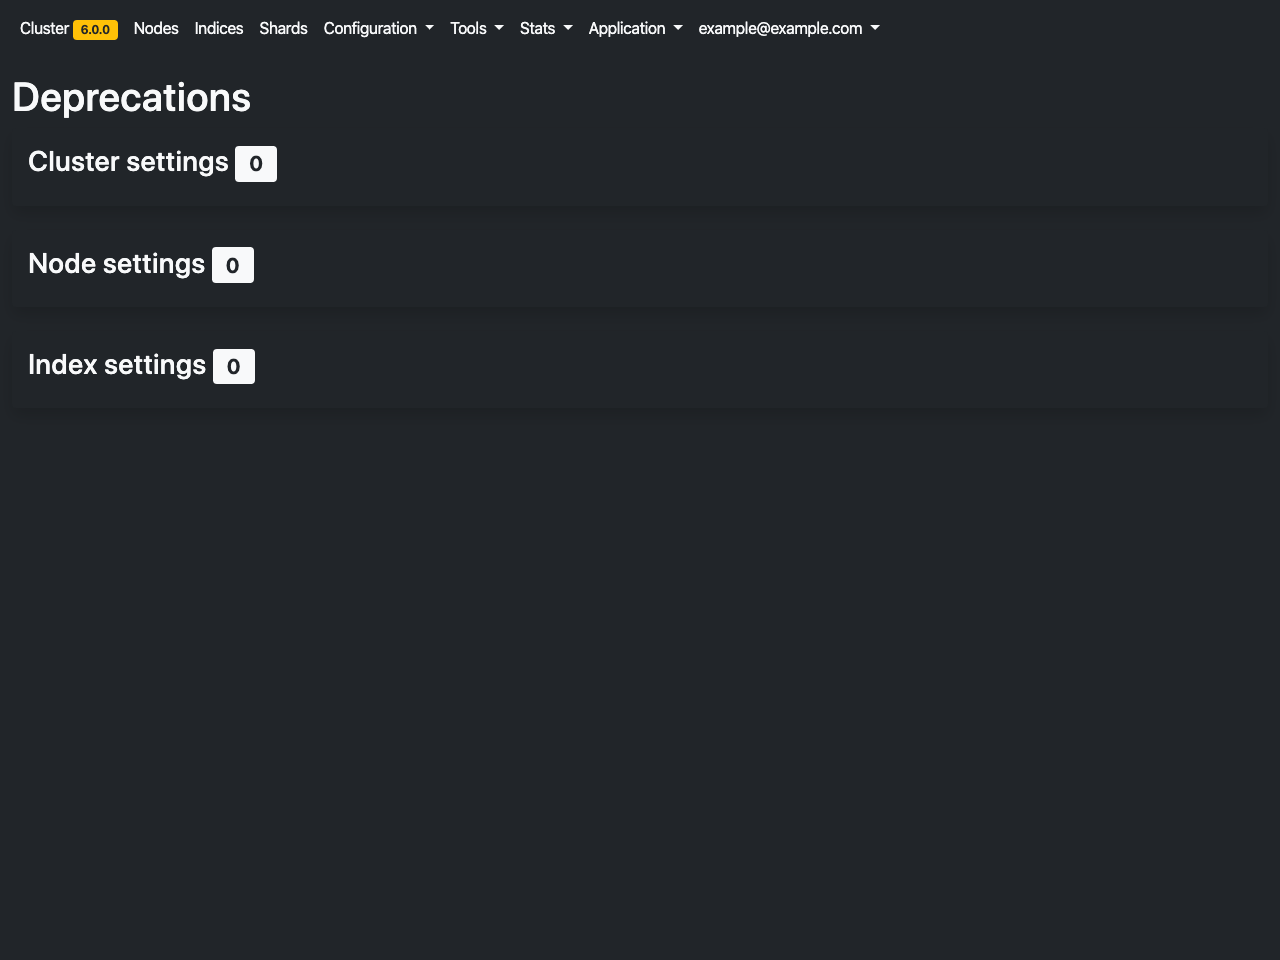 Cluster 6.0.0 Nodes Indices Shards Configuration Tools Stats Application example@example.com
Deprecations
Cluster settings 0
Node settings 0
Index settings 0